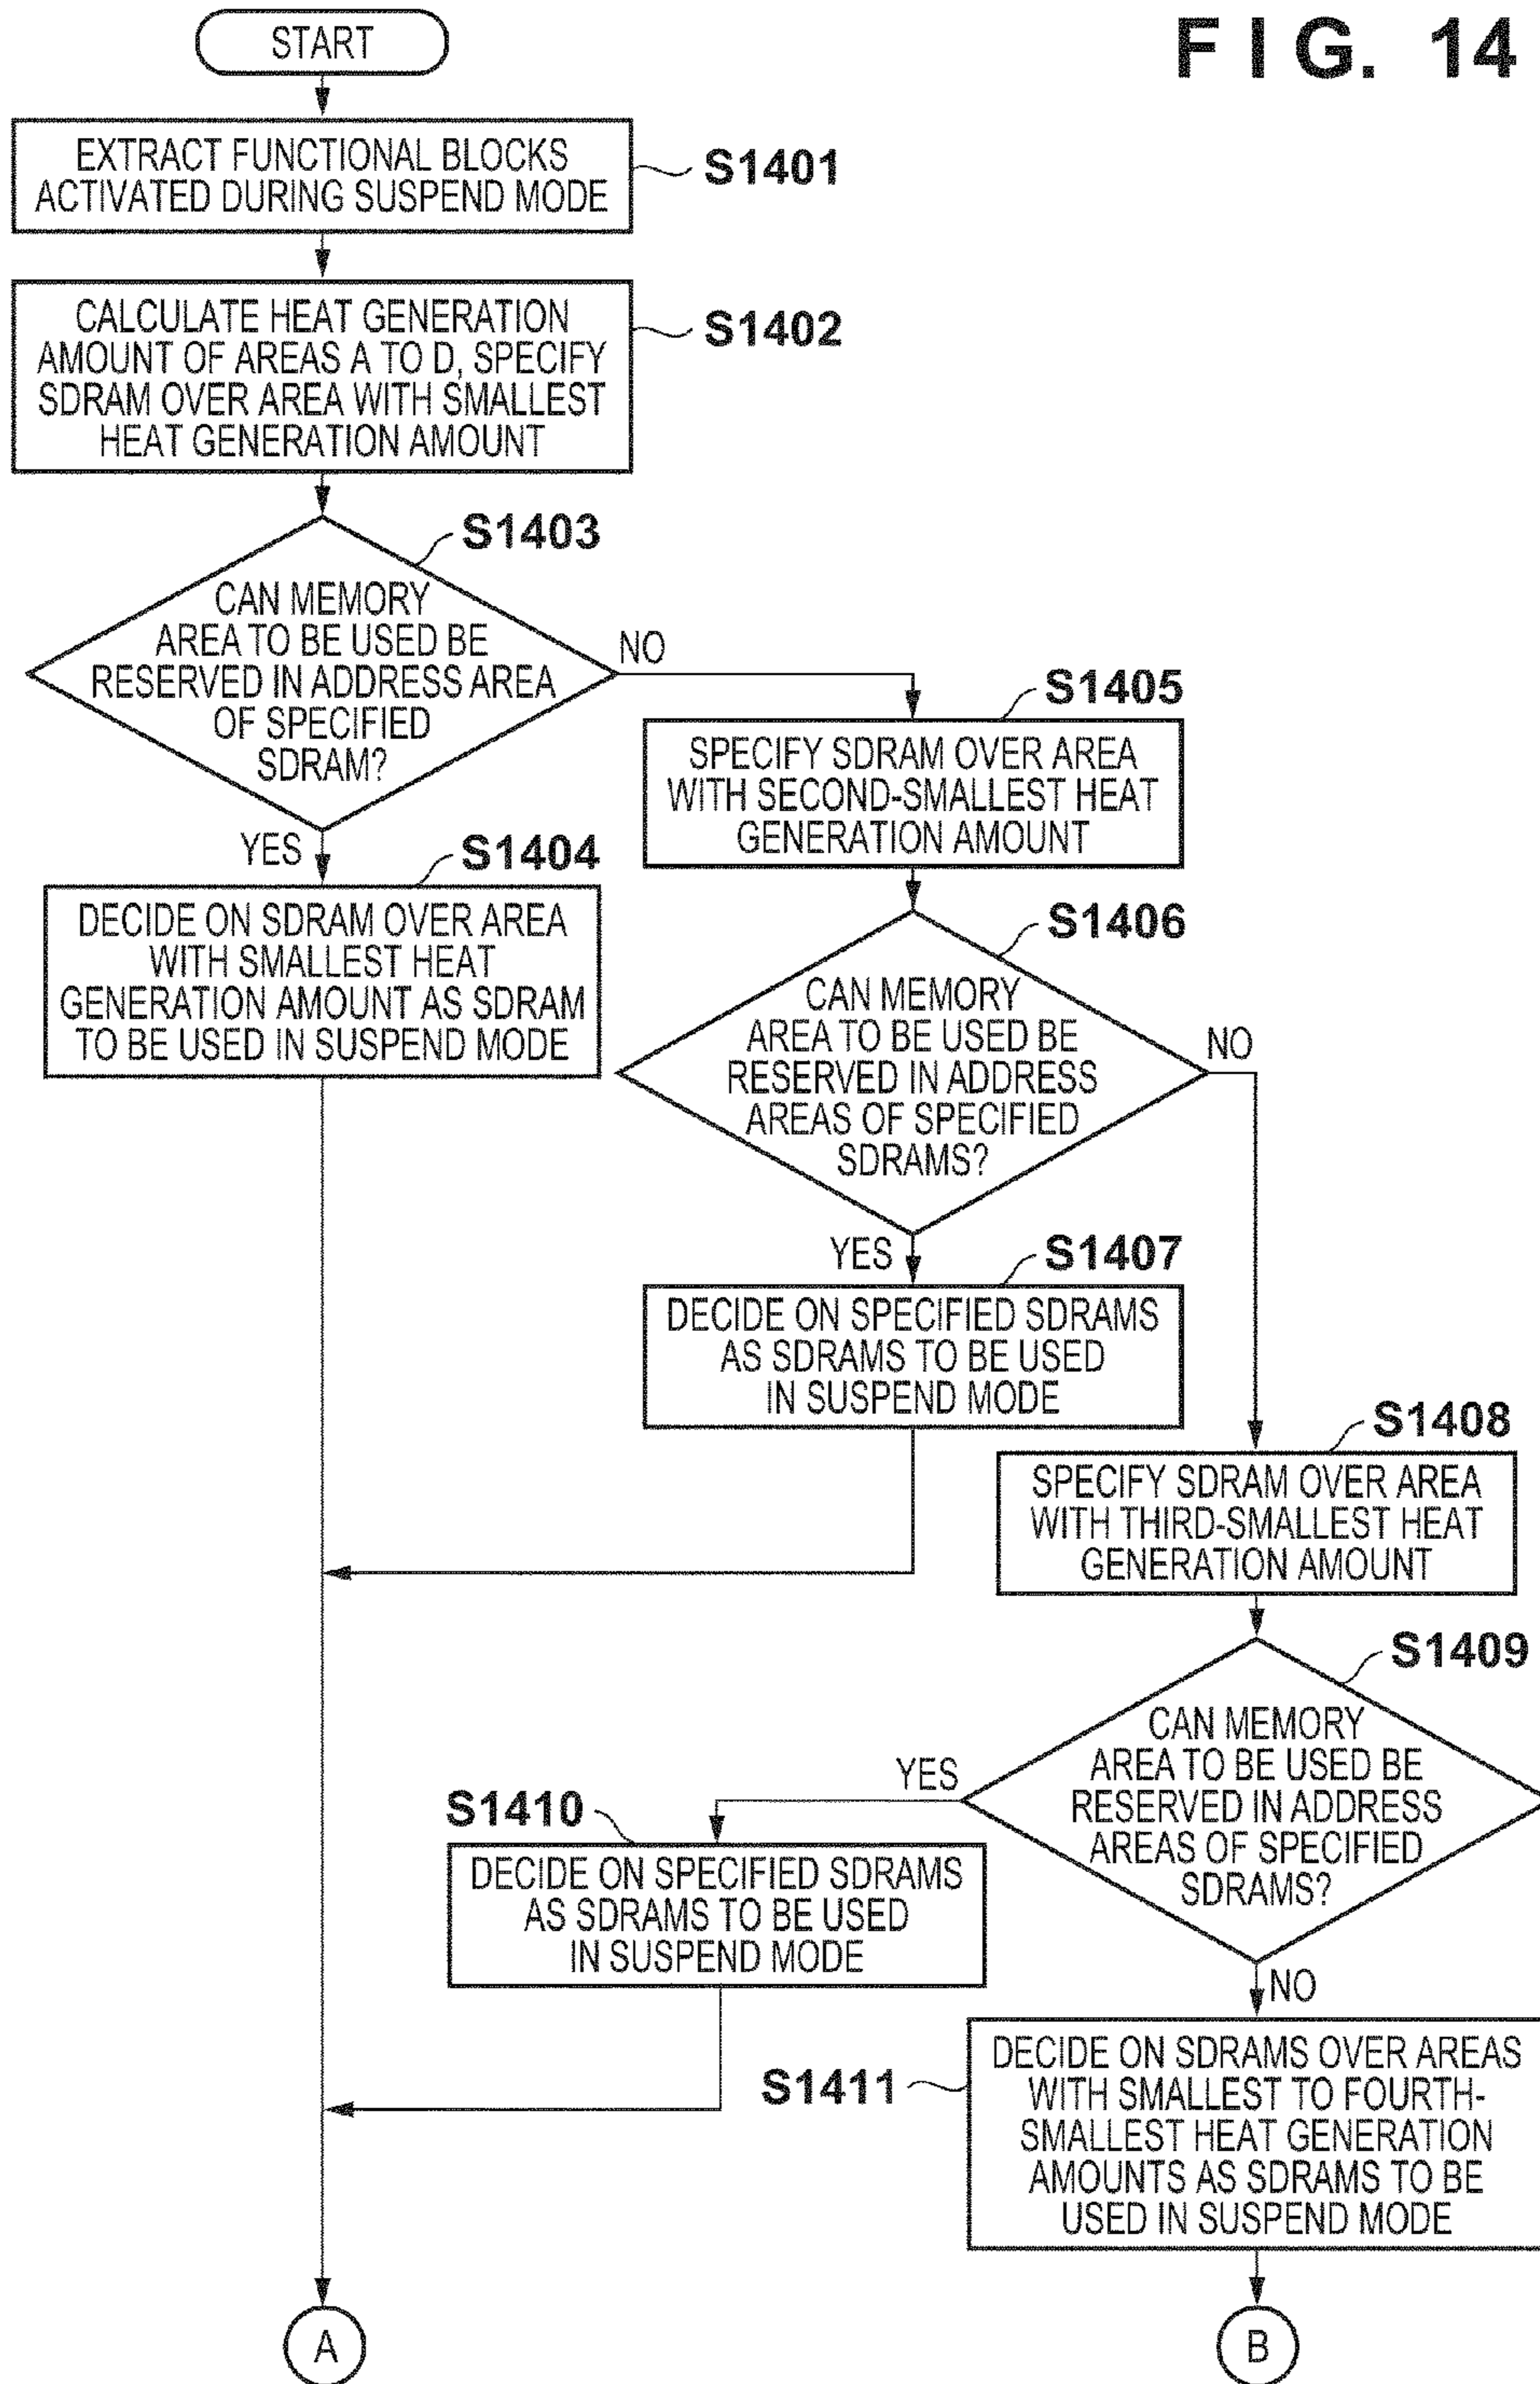 FIG. 14
START
EXTRACT FUNCTIONAL BLOCKS
ACTIVATED DURING SUSPEND MODE
S1401
CALCULATE HEAT GENERATION
AMOUNT OF AREAS A TO D, SPECIFY
SDRAM OVER AREA WITH SMALLEST
HEAT GENERATION AMOUNT
S1402
S1403
CAN MEMORY
AREA TO BE USED BE
RESERVED IN ADDRESS AREA
OF SPECIFIED
SDRAM?
NO
YES
S1404
DECIDE ON SDRAM OVER AREA
WITH SMALLEST HEAT
GENERATION AMOUNT AS SDRAM
TO BE USED IN SUSPEND MODE
S1405
SPECIFY SDRAM OVER AREA
WITH SECOND-SMALLEST HEAT
GENERATION AMOUNT
S1406
CAN MEMORY
AREA TO BE USED BE
RESERVED IN ADDRESS
AREAS OF SPECIFIED
SDRAMS?
NO
YES
S1407
DECIDE ON SPECIFIED SDRAMS
AS SDRAMS TO BE USED
IN SUSPEND MODE
S1408
SPECIFY SDRAM OVER AREA
WITH THIRD-SMALLEST HEAT
GENERATION AMOUNT
S1409
CAN MEMORY
AREA TO BE USED BE
RESERVED IN ADDRESS
AREAS OF SPECIFIED
SDRAMS?
YES
S1410
DECIDE ON SPECIFIED SDRAMS
AS SDRAMS TO BE USED
IN SUSPEND MODE
NO
S1411
DECIDE ON SDRAMS OVER AREAS
WITH SMALLEST TO FOURTH-
SMALLEST HEAT GENERATION
AMOUNTS AS SDRAMS TO BE
USED IN SUSPEND MODE
A
B